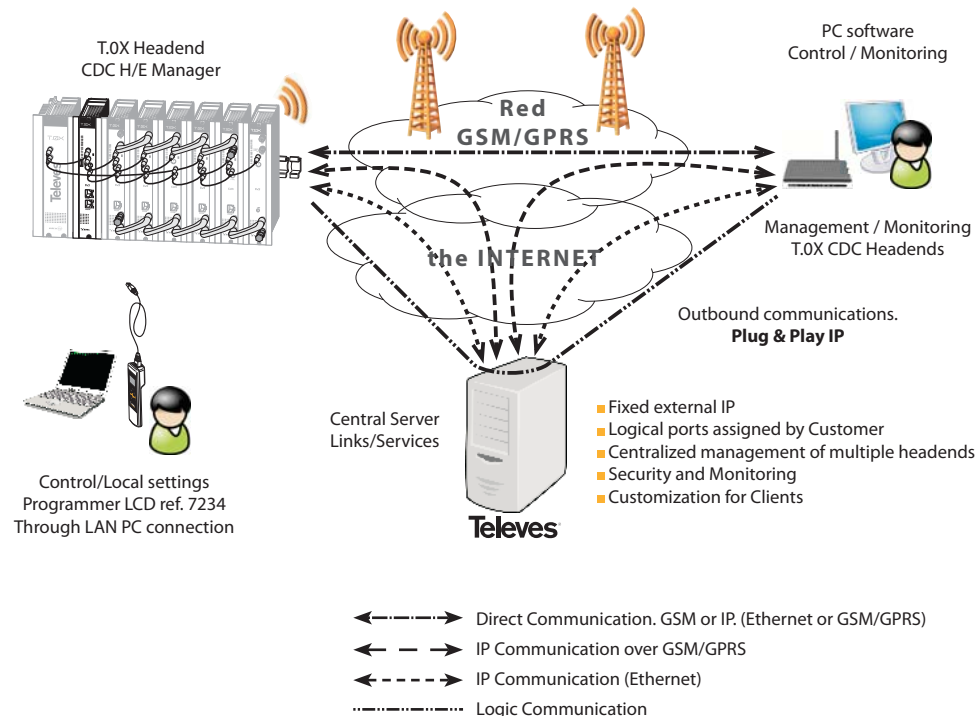 T.0X Headend
CDC H/E Manager
PC software
Control / Monitoring
Red
GSM/GPRS
Televes
Management / Monitoring
T.0X CDC Headends
the INTERNET
Outbound communications.
Plug & Play IP
Central Server
Links/Services
Fixed external IP
Logical ports assigned by Customer
Centralized management of multiple headends
Security and Monitoring
Customization for Clients
Control/Local settings
Programmer LCD ref. 7234
Through LAN PC connection
Televes
Direct Communication. GSM or IP. (Ethernet or GSM/GPRS)
IP Communication over GSM/GPRS
IP Communication (Ethernet)
Logic Communication